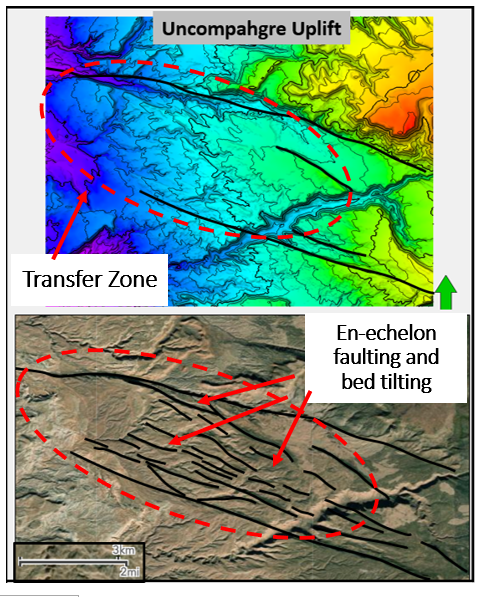 Uncompahgre Uplift
Transfer Zone
En-echelon
faulting and
bed tilting
3km
2mi